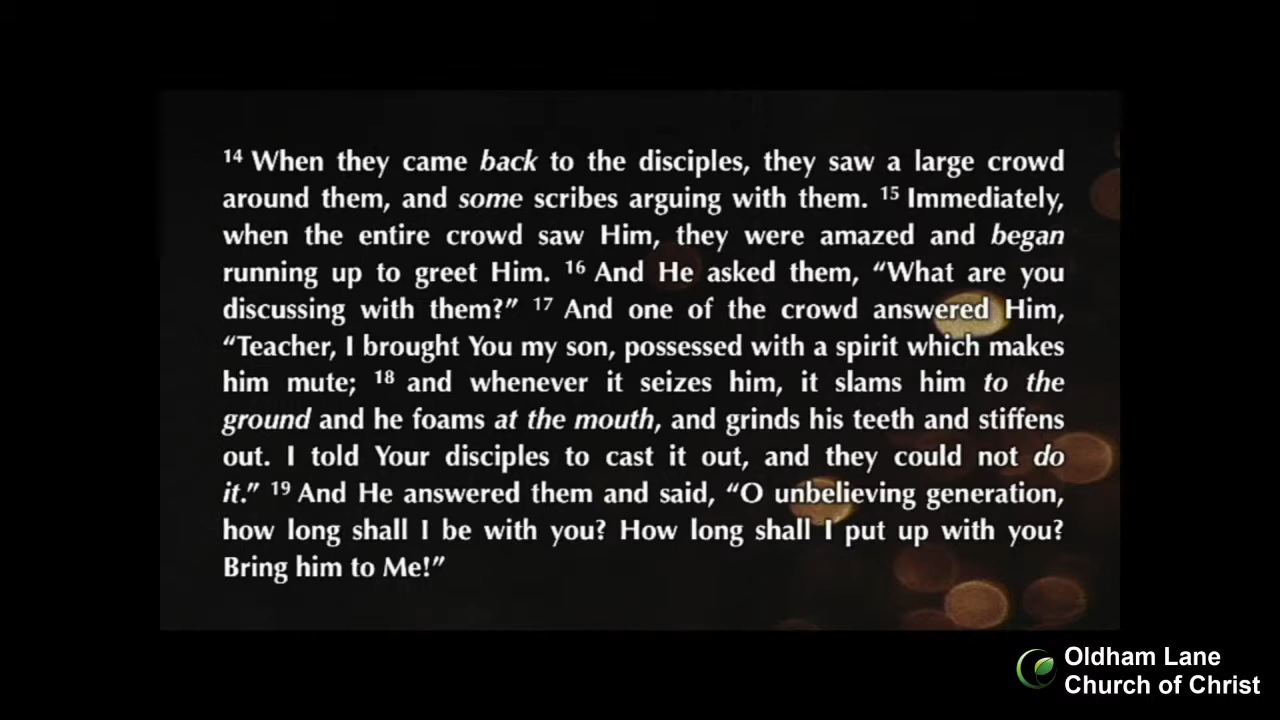 14 When they came back to the disciples, they saw a large crowd
around them, and some scribes arguing with them. 15 Immediately,
when the entire crowd saw Him, they were amazed and began
running up to greet Him. 16 And He asked them, “What are you
discussing with them?” 17 And one of the crowd answered Him,
“Teacher, I brought You my son, possessed with a spirit which makes
him mute; 18 and whenever it seizes him, it slams him to the
ground and he foams at the mouth, and grinds his teeth and stiffens
out. I told Your disciples to cast it out, and they could not do
it.” 19 And He answered them and said, “O unbelieving generation,
how long shall I be with you? How long shall I put up with you?
Bring him to Me!”
Oldham Lane
Church of Christ